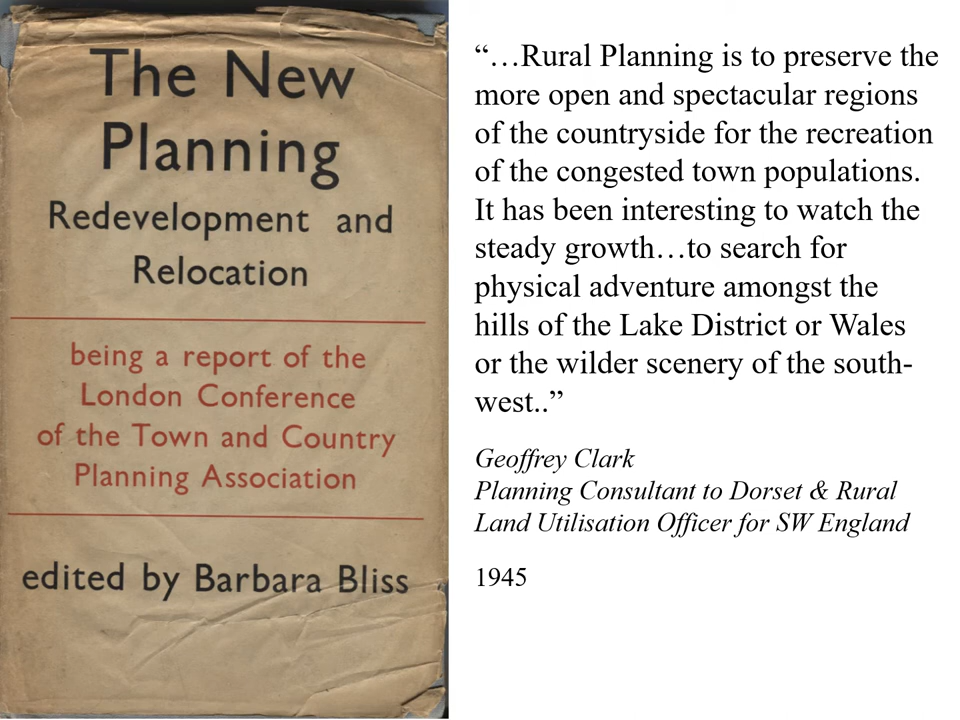 The New
Planning
Redevelopment and
Relocation
being a report of the
London Conference
of the Town and Country
Planning Association
edited by Barbara Bliss
“…Rural Planning is to preserve the
more open and spectacular regions
of the countryside for the recreation
of the congested town populations.
It has been interesting to watch the
steady growth…to search for
physical adventure amongst the
hills of the Lake District or Wales
or the wilder scenery of the south-
west..”
Geoffrey Clark
Planning Consultant to Dorset & Rural
Land Utilisation Officer for SW England
1945